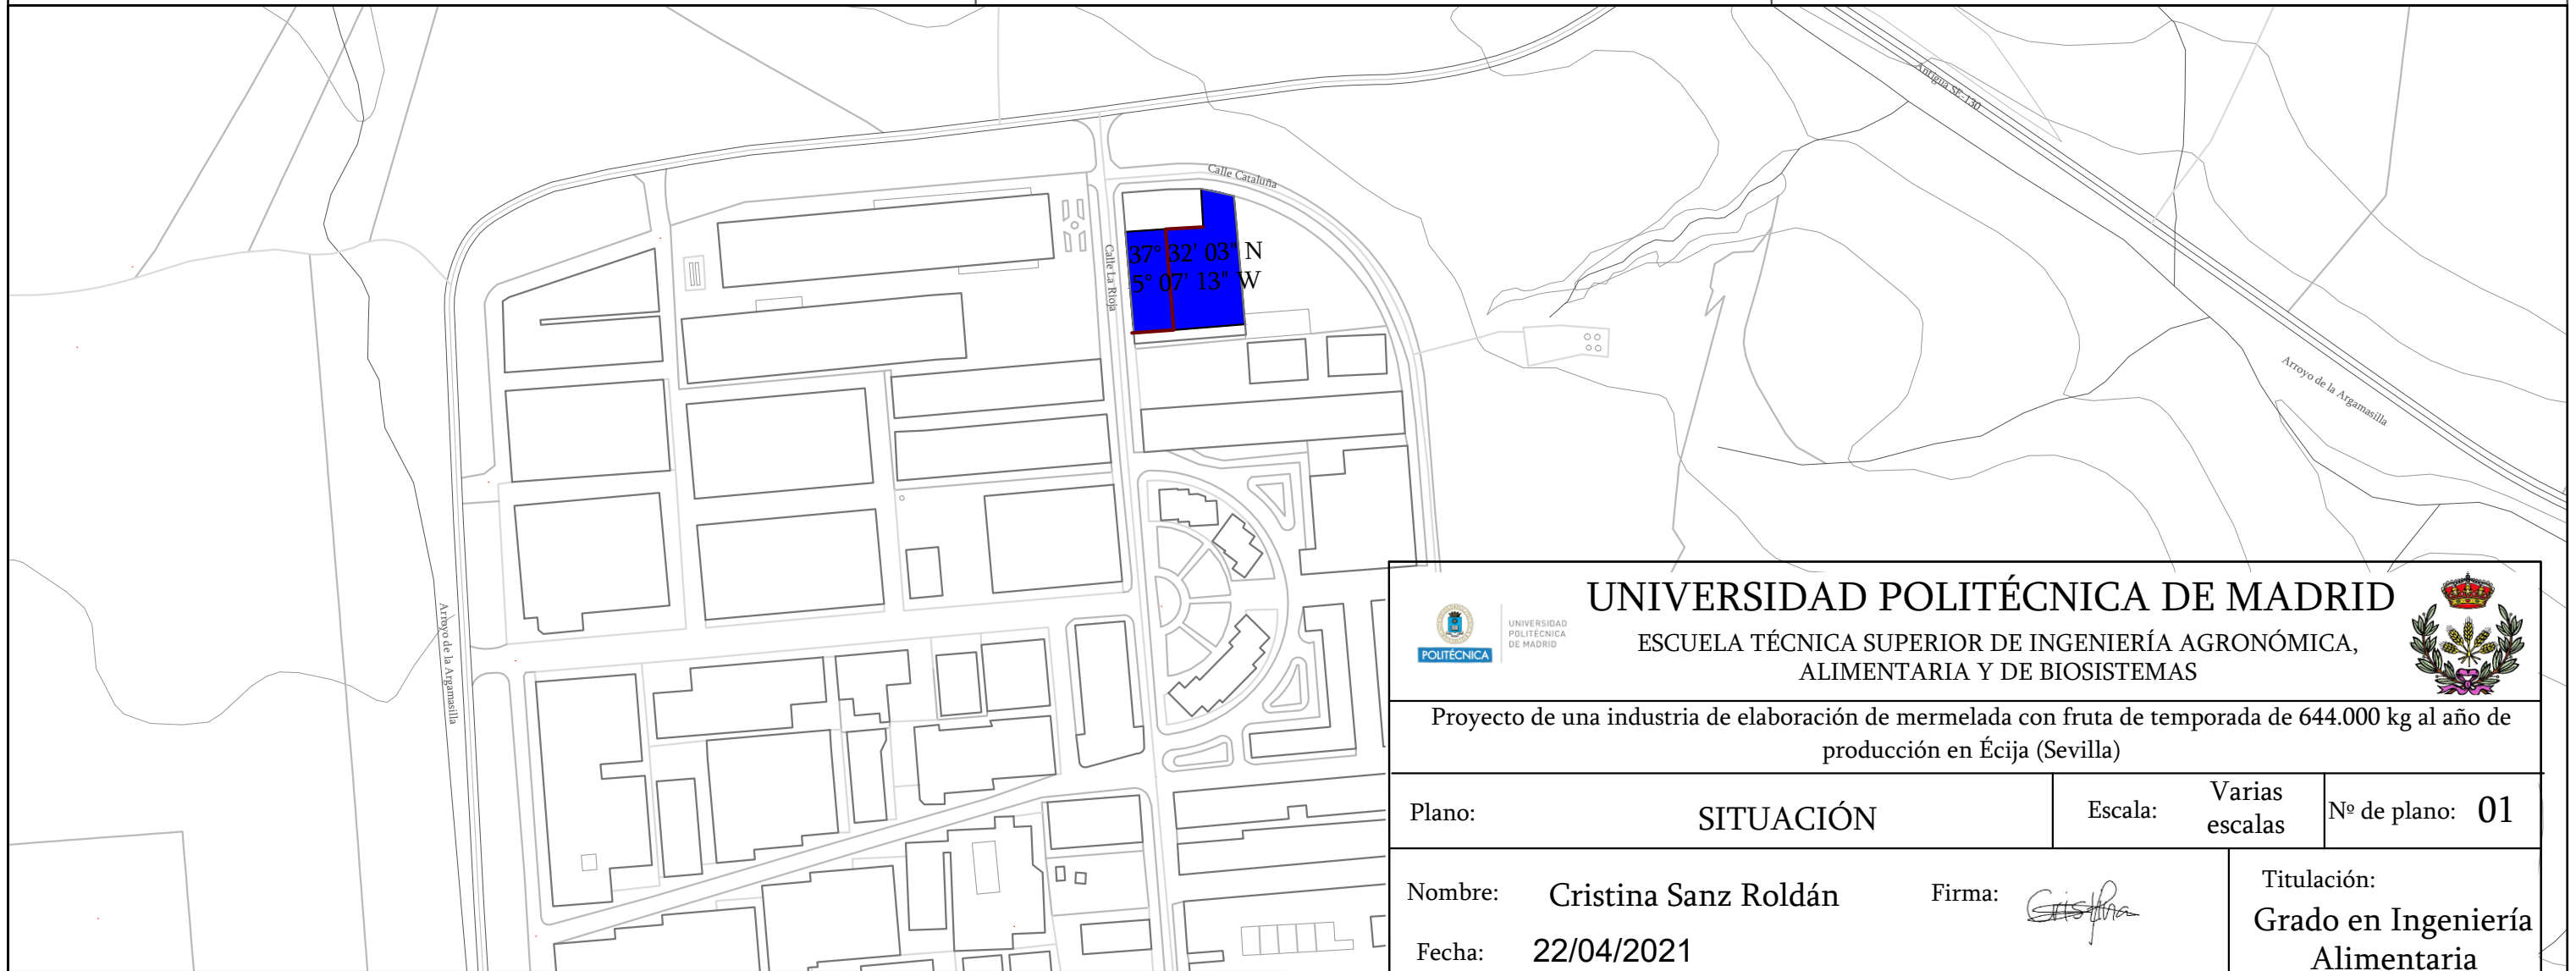 Antigua SE-130
Calle Cataluña
Calle La Rioja
37° 32' 03" N
5° 07' 13" W
Arroyo de la Argamasilla
Arroyo de la Argamasilla
UNIVERSIDAD POLITÉCNICA DE MADRID
POLITÉCNICA
UNIVERSIDAD
POLITÉCNICA
DE MADRID
ESCUELA TÉCNICA SUPERIOR DE INGENIERÍA AGRONÓMICA,
ALIMENTARIA Y DE BIOSISTEMAS
Proyecto de una industria de elaboración de mermelada con fruta de temporada de 644.000 kg al año de
producción en Écija (Sevilla)
Plano: SITUACIÓN
Escala: Varias
escalas
Nº de plano: 01
Nombre: Cristina Sanz Roldán
Firma: Cristina
Titulación:
Grado en Ingeniería
Alimentaria
Fecha: 22/04/2021